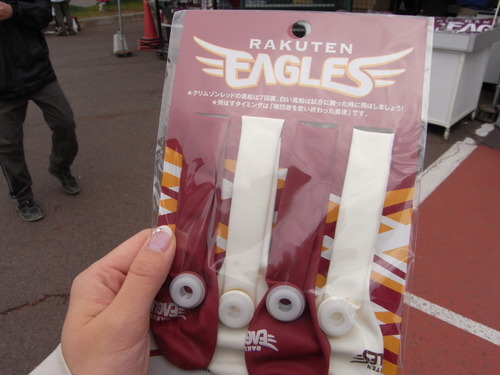 RAKUTEN
EAGLES
★クリムゾンレッドの風船は7回裏、白い風船は試合に勝った時に飛ばしましょう!
★飛ばすタイミングは「球団歌を歌い終わった直後」です。
EAGLES
RAKUTEN
EAGLES